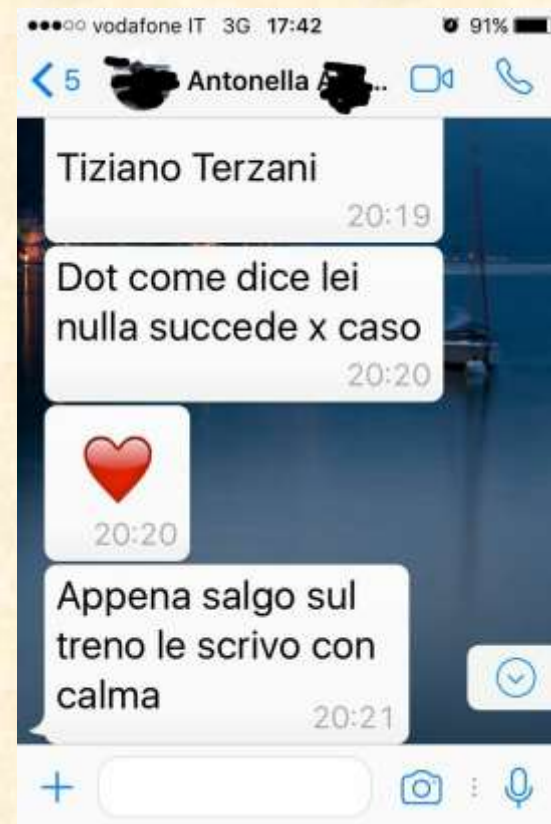 vodafone IT 3G 17:42 91%
5 Antonella A...
Tiziano Terzani
20:19
Dot come dice lei
nulla succede x caso
20:20
20:20
Appena salgo sul
treno le scrivo con
calma
20:21